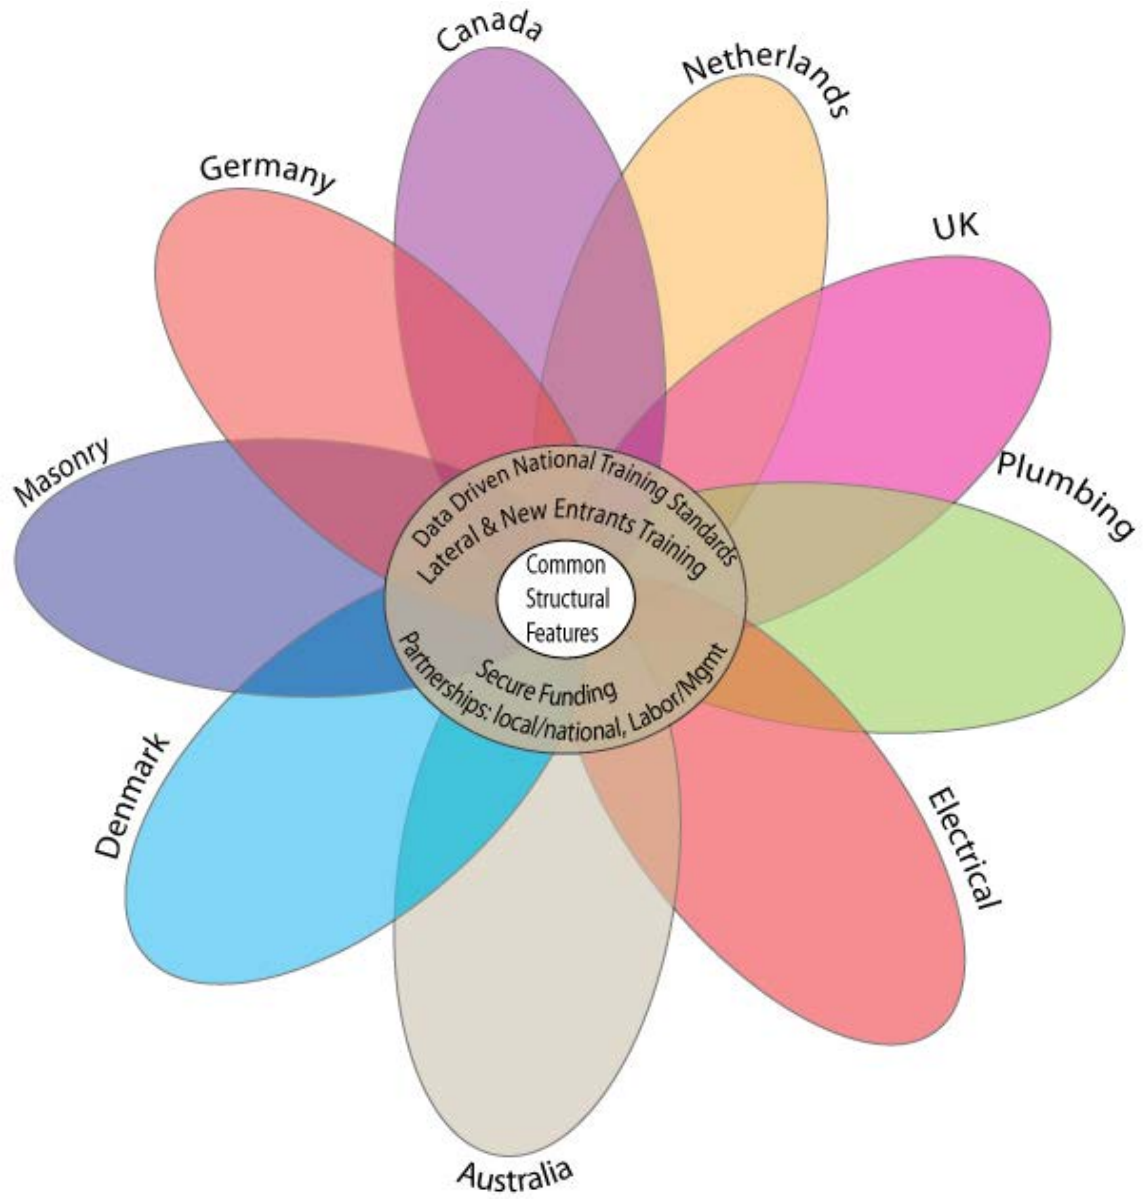 Canada
Netherlands
Germany
UK
Masonry
Plumbing
Data Driven National Training Standards
Lateral & New Entrants Training
Common
Structural
Features
Secure Funding
Partnerships: local/national, Labor/Mgmt
Denmark
Electrical
Australia